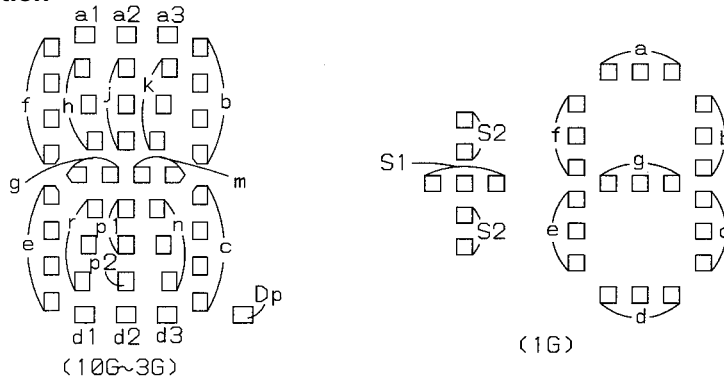 a1 a2 a3
f h j k b
g m
e r p1 n c
p2
Dp
d1 d2 d3
(10G~3G)
a
S2 f b
S1 g
S2 e
d
(1G)